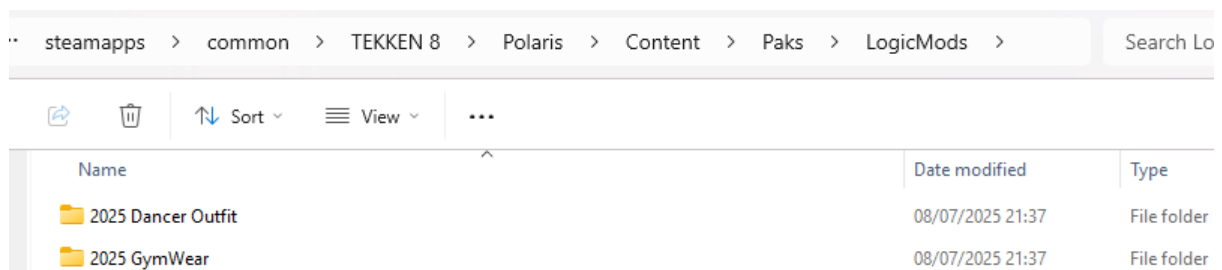 steamapps > common > TEKKEN 8 > Polaris > Content > Paks > LogicMods > Search Lo
Sort View ...
Name Date modified Type
2025 Dancer Outfit 08/07/2025 21:37 File folder
2025 GymWear 08/07/2025 21:37 File folder